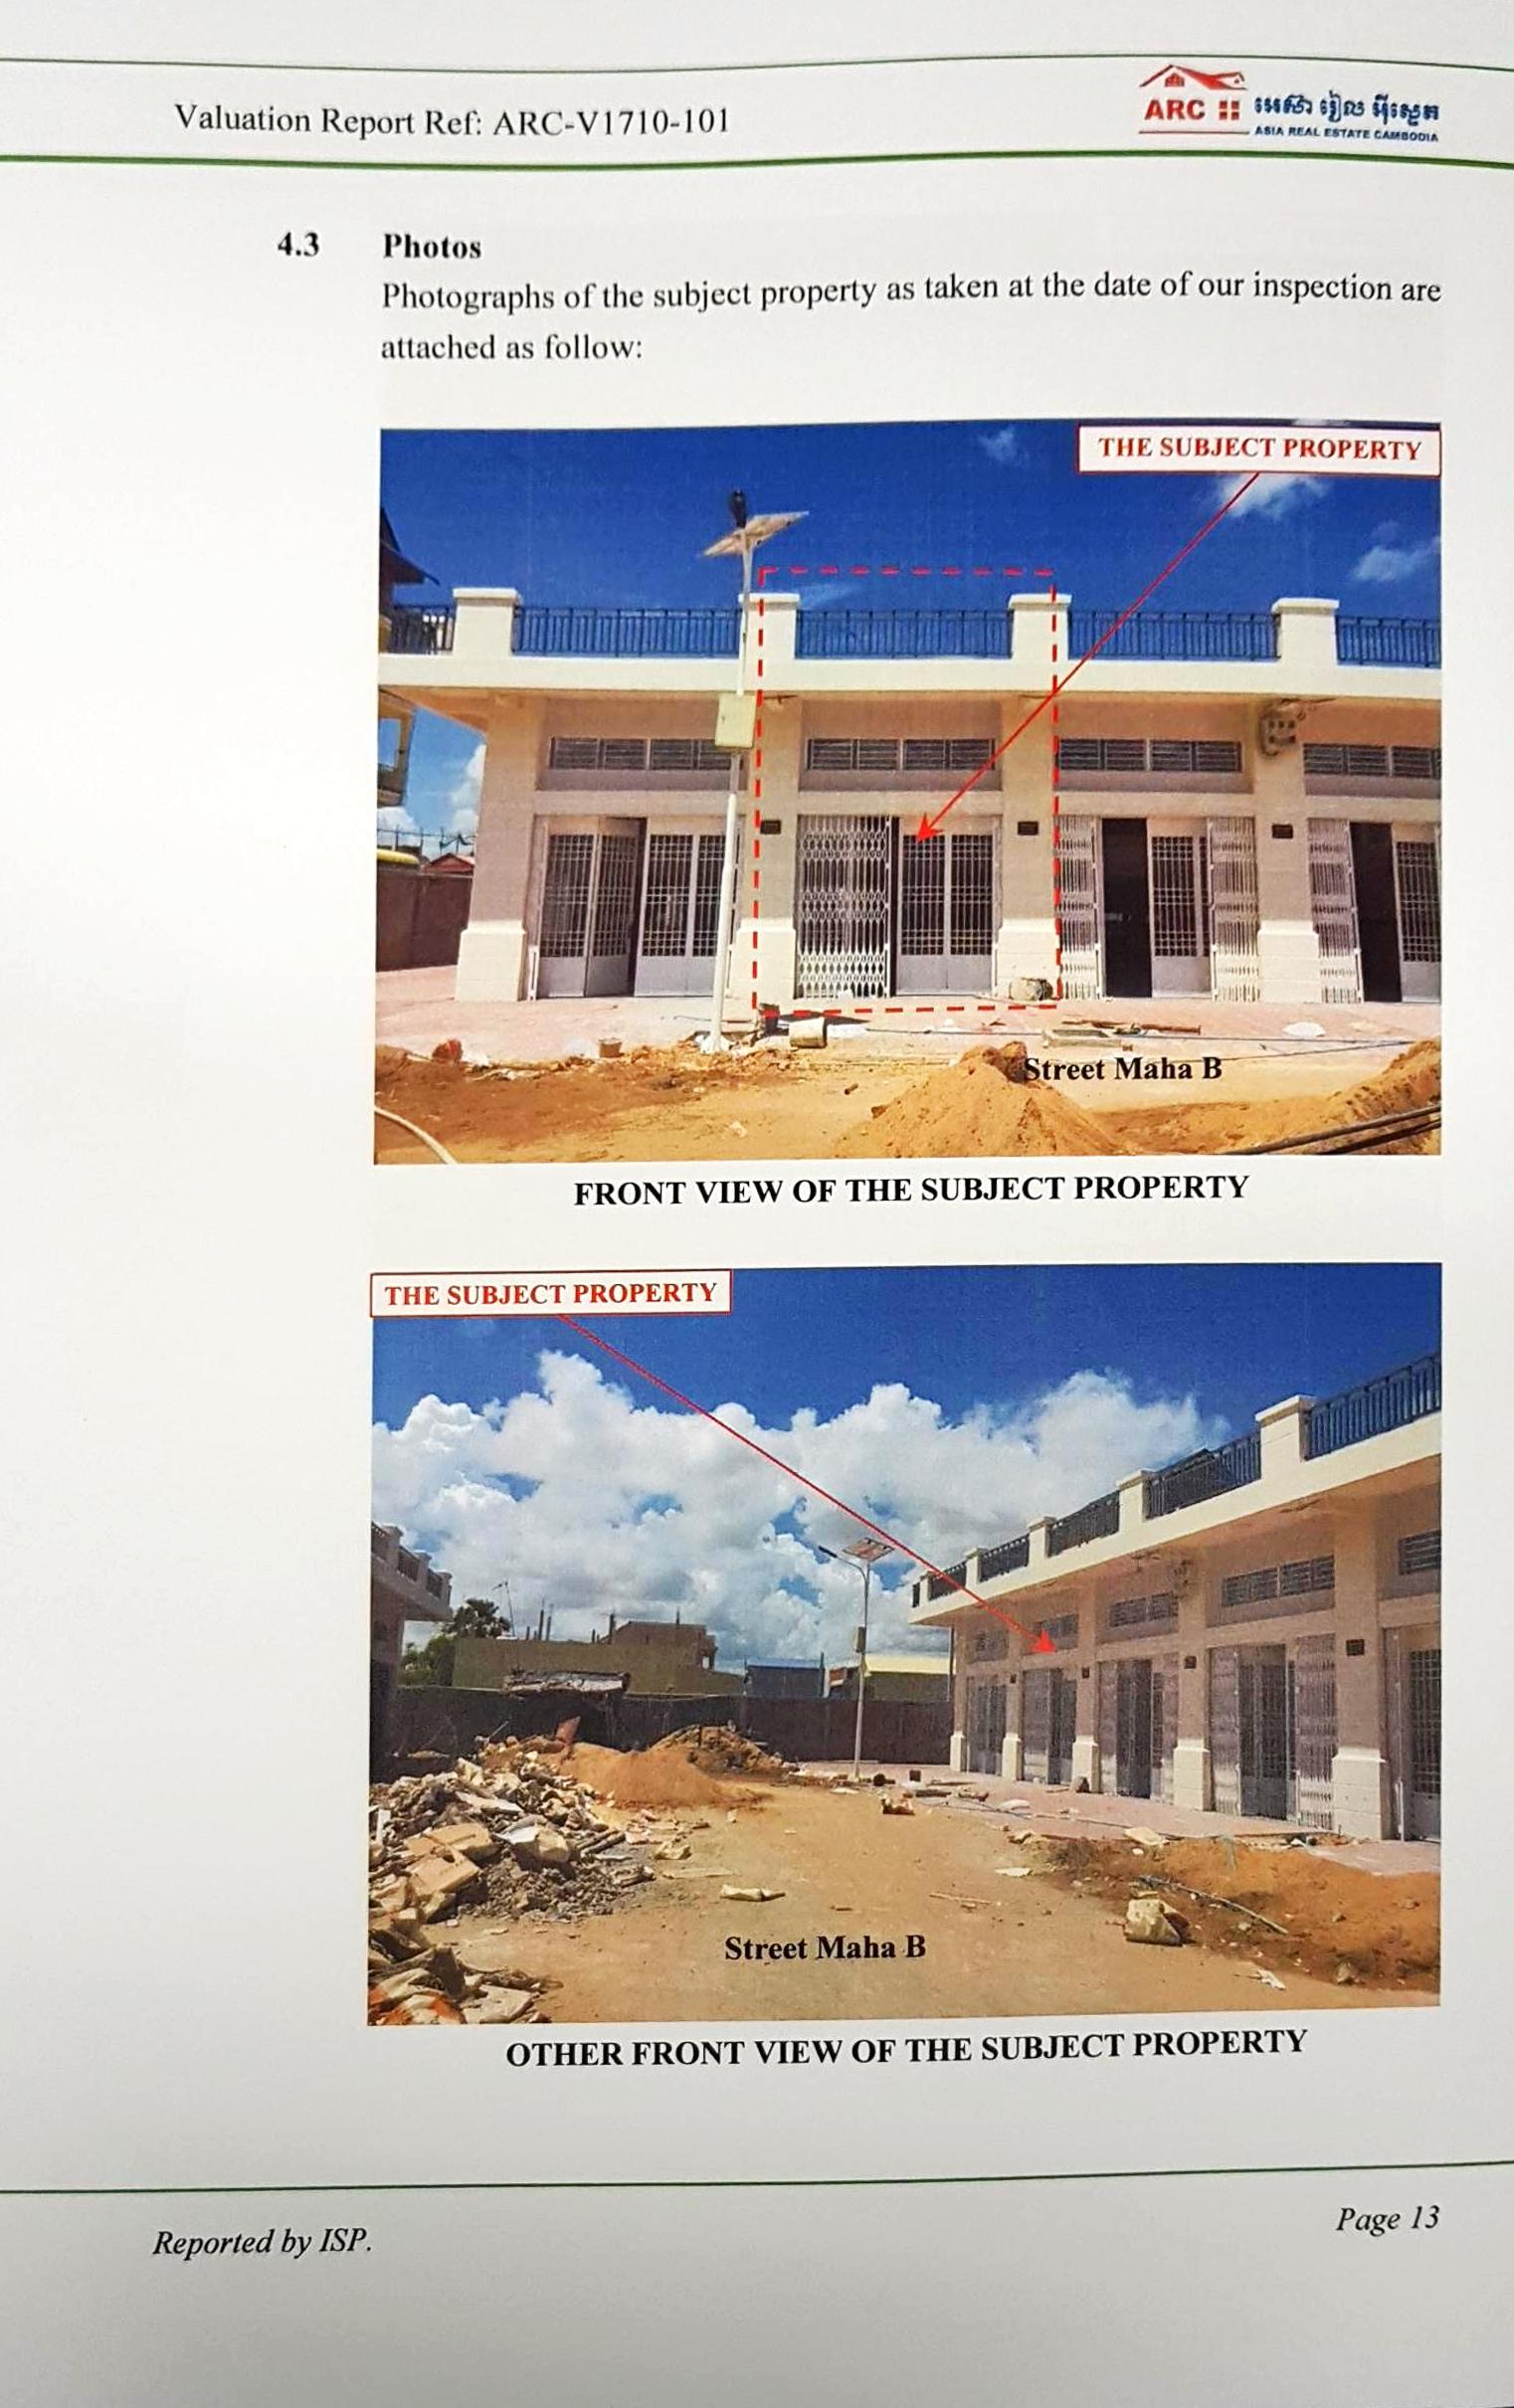 Valuation Report Ref: ARC-V1710-101
ARC
អេស៊ា រៀល អ៊ីស្ទេត
ASIA REAL ESTATE CAMBODIA
4.3 Photos
Photographs of the subject property as taken at the date of our inspection are
attached as follow:
THE SUBJECT PROPERTY
Street Maha B
FRONT VIEW OF THE SUBJECT PROPERTY
THE SUBJECT PROPERTY
Street Maha B
OTHER FRONT VIEW OF THE SUBJECT PROPERTY
Reported by ISP.
Page 13